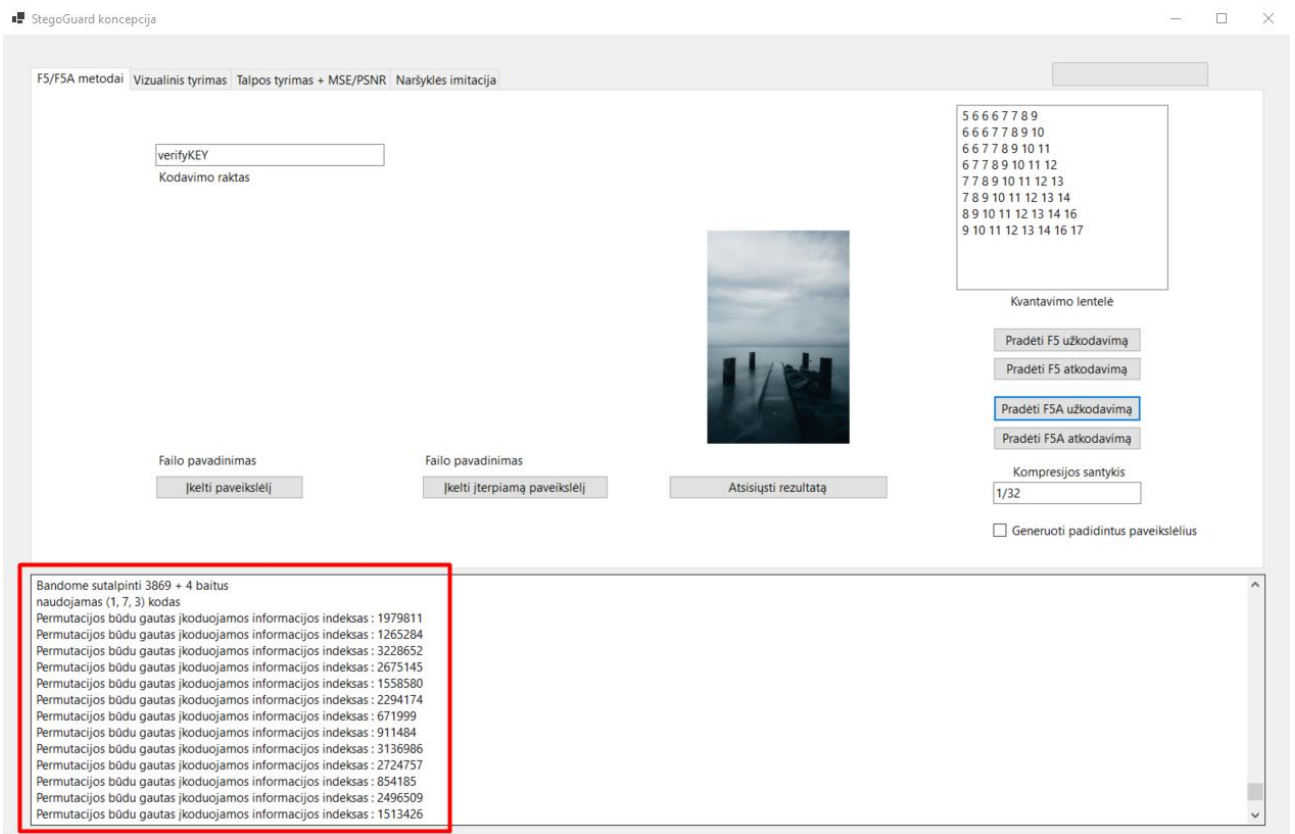 StegoGuard koncepcija
F5/F5A metodai Vizualinis tyrimas Talpos tyrimas + MSE/PSNR Naršyklės imitacija
verifyKEY
Kodavimo raktas
5 6 6 6 7 7 8 9
6 6 6 7 7 8 9 10
6 6 7 7 8 9 10 11
6 7 7 8 9 10 11 12
7 7 8 9 10 11 12 13
7 8 9 10 11 12 13 14
8 9 10 11 12 13 14 16
9 10 11 12 13 14 16 17
Kvantavimo lentelė
Pradėti F5 užkodavimą
Pradėti F5 atkodavimą
Pradėti F5A užkodavimą
Pradėti F5A atkodavimą
Failo pavadinimas
Failo pavadinimas
Įkelti paveikslėlį
Įkelti įterpiamą paveikslėlį
Atsisiųsti rezultatą
Kompresijos santykis
1/32
Generuoti padidintus paveikslėlius
Bandome sutalpinti 3869 + 4 baitus
naudojamas (1, 7, 3) kodas
Permutacijos būdu gautas įkoduojamos informacijos indeksas : 1979811
Permutacijos būdu gautas įkoduojamos informacijos indeksas : 1265284
Permutacijos būdu gautas įkoduojamos informacijos indeksas : 3228652
Permutacijos būdu gautas įkoduojamos informacijos indeksas : 2675145
Permutacijos būdu gautas įkoduojamos informacijos indeksas : 1558580
Permutacijos būdu gautas įkoduojamos informacijos indeksas : 2294174
Permutacijos būdu gautas įkoduojamos informacijos indeksas : 671999
Permutacijos būdu gautas įkoduojamos informacijos indeksas : 911484
Permutacijos būdu gautas įkoduojamos informacijos indeksas : 3136986
Permutacijos būdu gautas įkoduojamos informacijos indeksas : 2724757
Permutacijos būdu gautas įkoduojamos informacijos indeksas : 854185
Permutacijos būdu gautas įkoduojamos informacijos indeksas : 2496509
Permutacijos būdu gautas įkoduojamos informacijos indeksas : 1513426